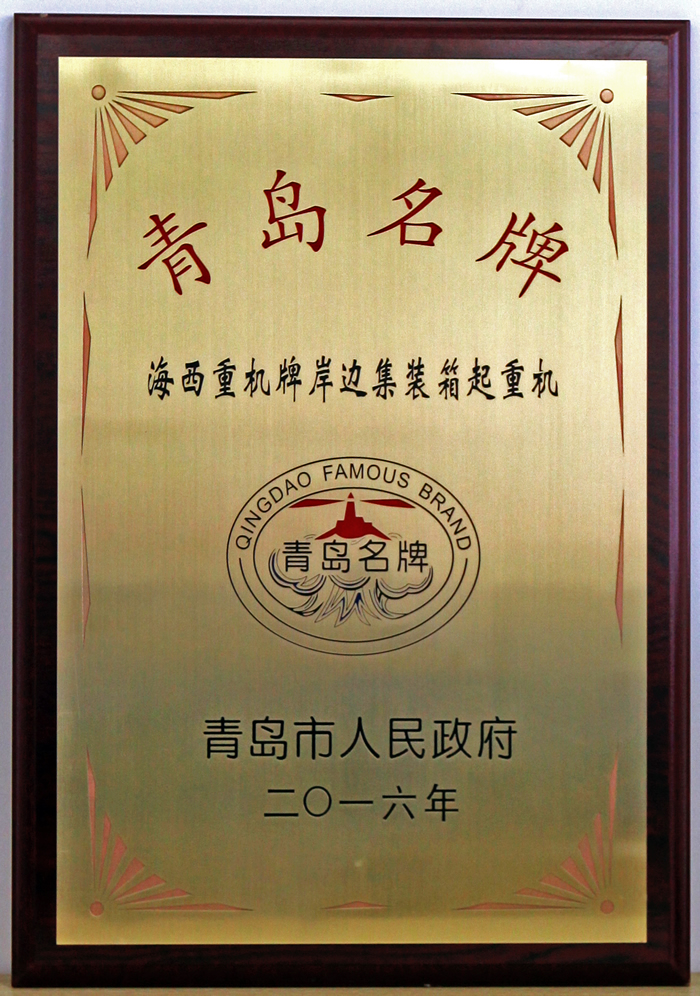 青岛名牌
海西重机牌岸边集装箱起重机
QINGDAO FAMOUS BRAND
青岛名牌
青岛市人民政府
二〇一六年